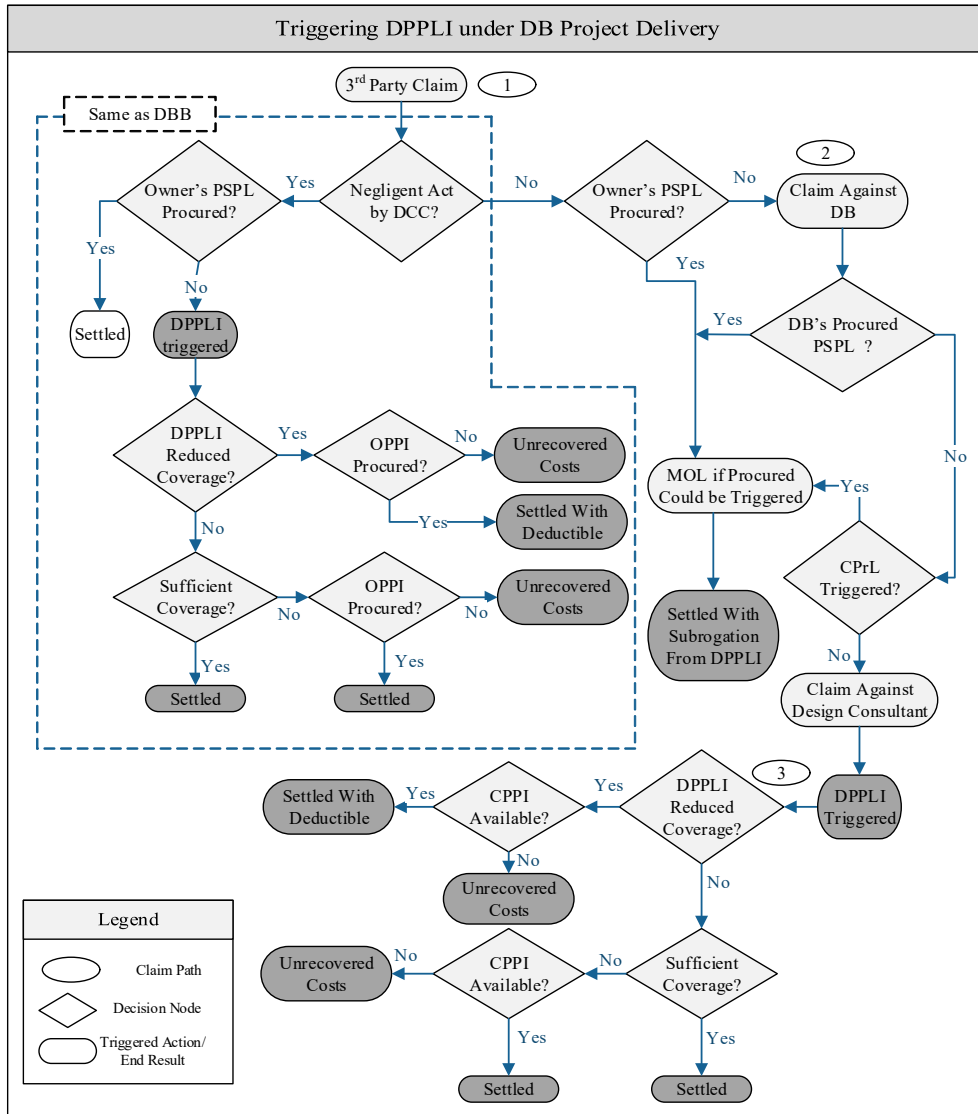 Triggering DPPLI under DB Project Delivery
3rd Party Claim
1
Same as DBB
2
Owner's PSPL
Procured?
Yes
Negligent Act
by DCC?
No
Owner's PSPL
Procured?
No
Claim Against
DB
Yes
No
Yes
Settled
DPPLI
triggered
Yes
DB's Procured
PSPL ?
No
DPPLI
Reduced
Coverage?
Yes
OPPI
Procured?
No
Unrecovered
Costs
MOL if Procured
Could be Triggered
Yes
Yes
Settled With
Deductible
No
CPrL
Triggered?
Sufficient
Coverage?
No
OPPI
Procured?
No
Unrecovered
Costs
Settled With
Subrogation
From DPPLI
No
Yes
Yes
Settled
Settled
Claim Against
Design Consultant
3
Settled With
Deductible
Yes
CPPI
Available?
Yes
DPPLI
Reduced
Coverage?
DPPLI
Triggered
No
No
Unrecovered
Costs
Unrecovered
Costs
No
CPPI
Available?
No
Sufficient
Coverage?
Yes
Yes
Settled
Settled
Legend
Claim Path
Decision Node
Triggered Action/
End Result